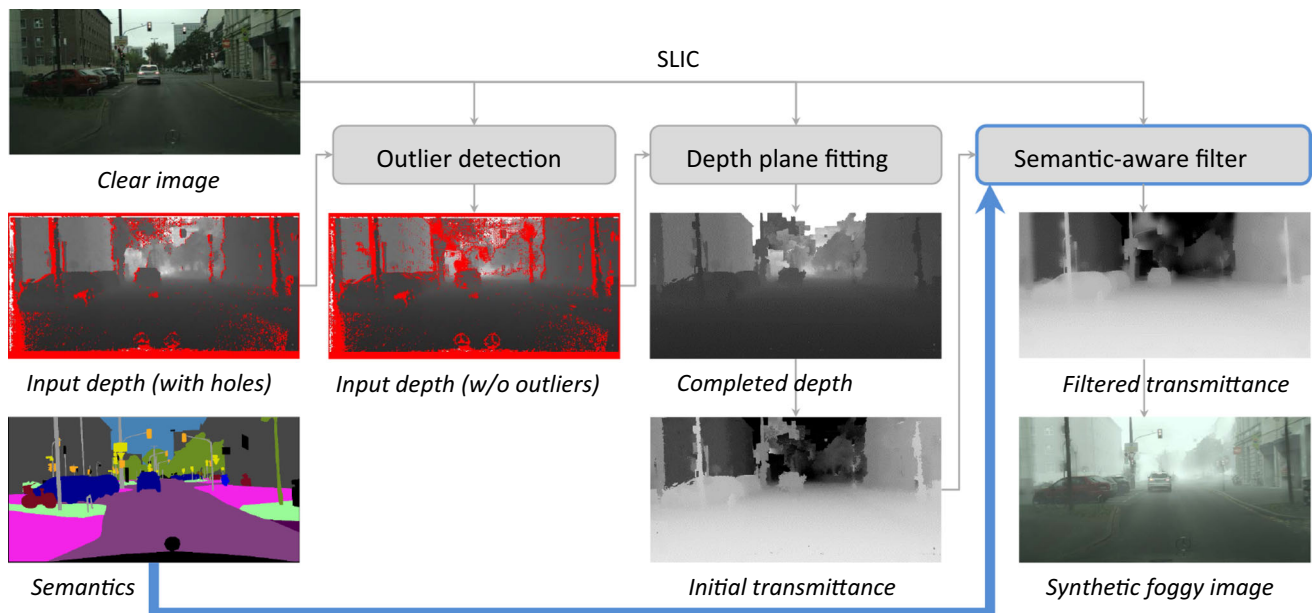 SLIC
Outlier detection
Depth plane fitting
Semantic-aware filter
Clear image
Input depth (with holes)
Input depth (w/o outliers)
Completed depth
Filtered transmittance
Semantics
Initial transmittance
Synthetic foggy image